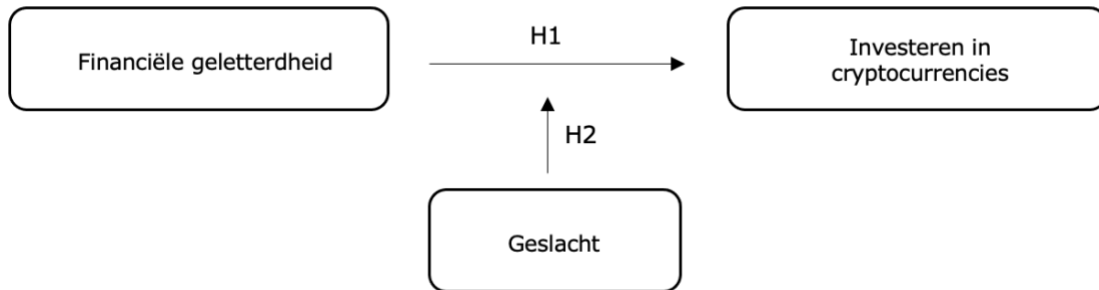 Financiële geletterdheid
H1
Investeren in
cryptocurrencies
H2
Geslacht